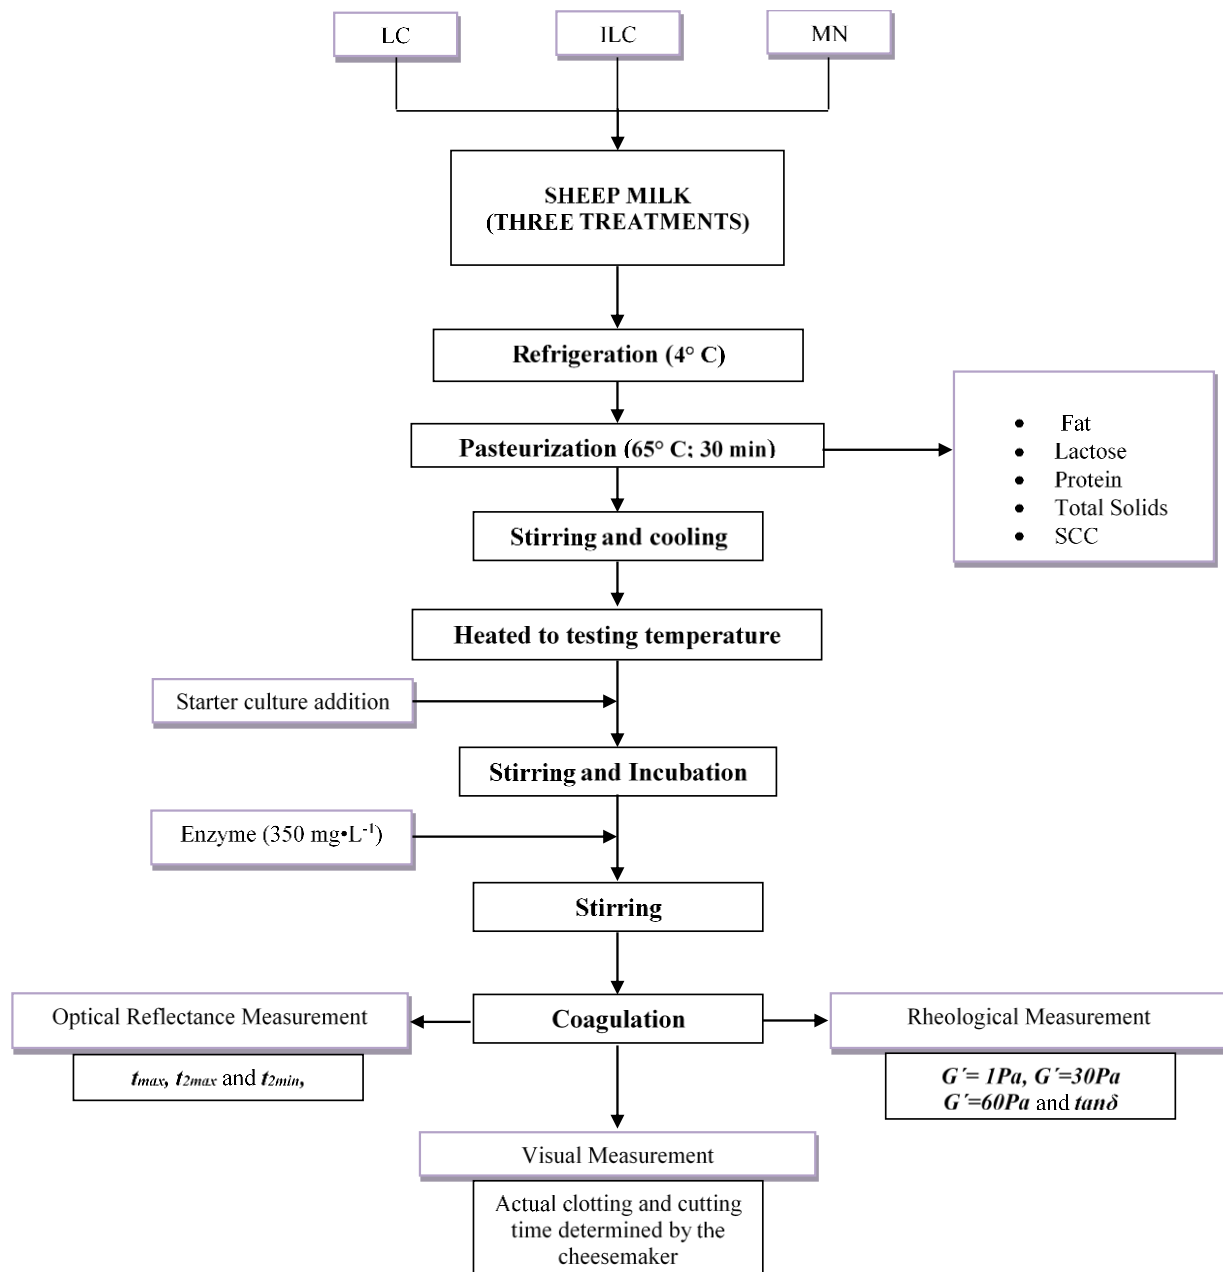 LC
ILC
MN
SHEEP MILK
(THREE TREATMENTS)
Refrigeration (4° C)
Pasteurization (65° C; 30 min)
• Fat
• Lactose
• Protein
• Total Solids
• SCC
Stirring and cooling
Heated to testing temperature
Starter culture addition
Stirring and Incubation
Enzyme (350 mg•L⁻¹)
Stirring
Optical Reflectance Measurement
Coagulation
Rheological Measurement
tmax, t2max and t2min,
G´= 1Pa, G´=30Pa
G´=60Pa and tanδ
Visual Measurement
Actual clotting and cutting
time determined by the
cheesemaker